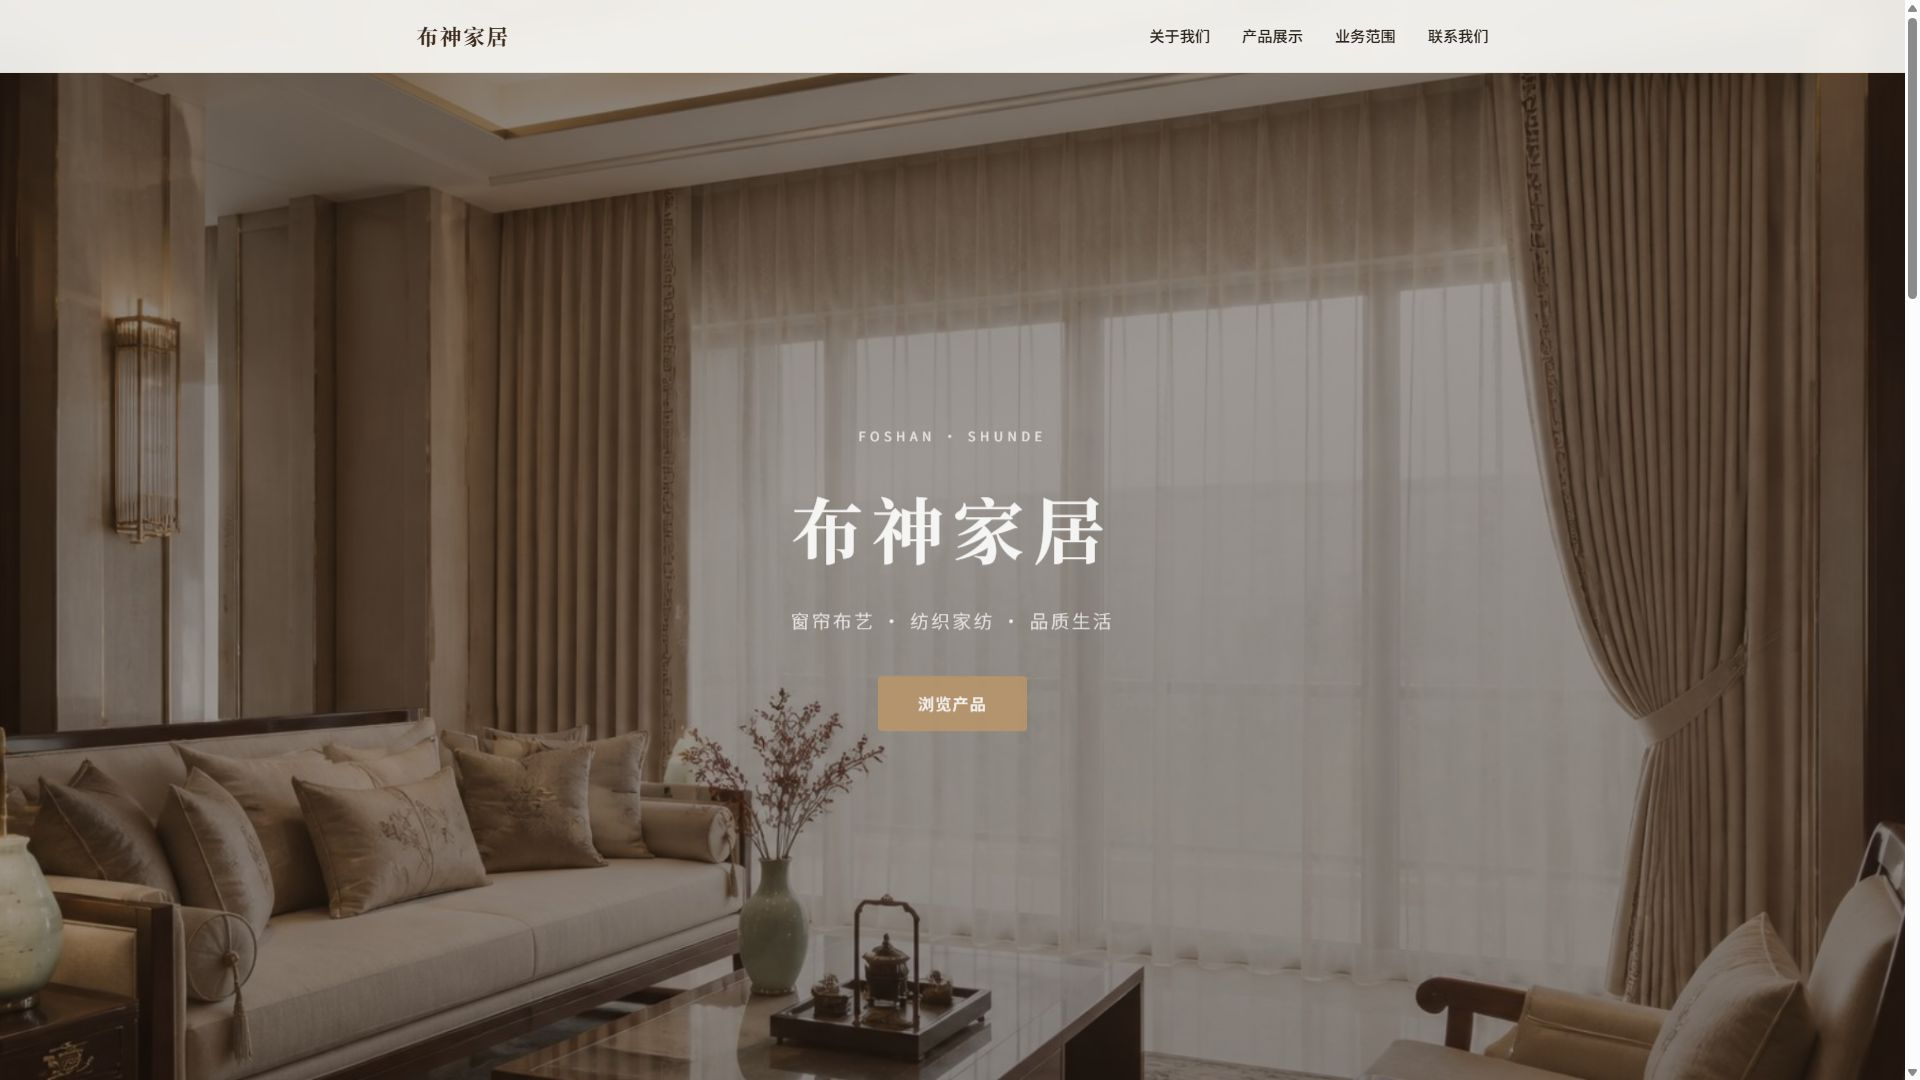 布神家居
关于我们 产品展示 业务范围 联系我们
FOSHAN · SHUNDE
布神家居
窗帘布艺 · 纺织家纺 · 品质生活
浏览产品